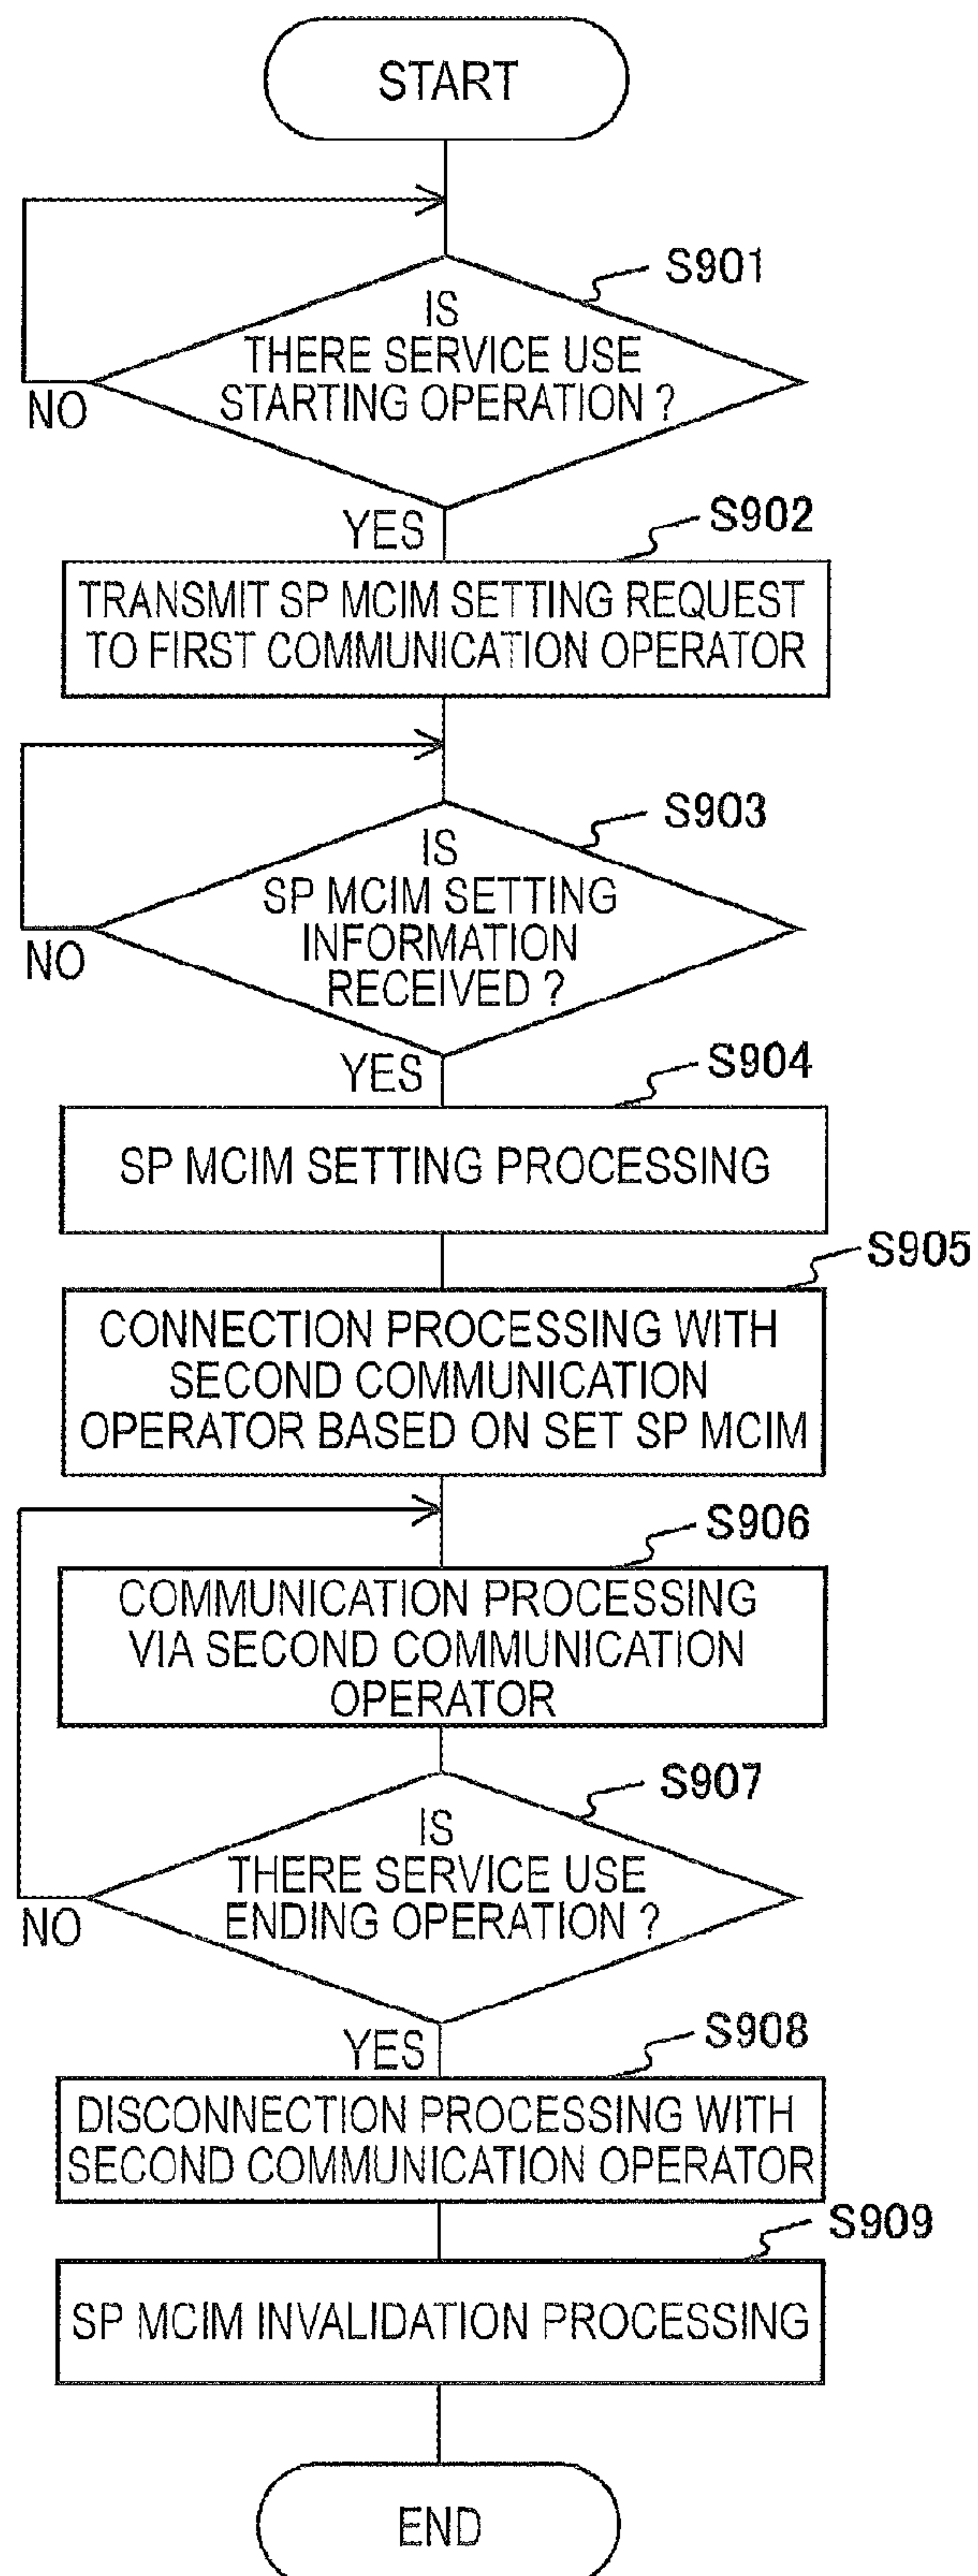 START
S901
IS
THERE SERVICE USE
STARTING OPERATION ?
NO
YES
S902
TRANSMIT SP MCIM SETTING REQUEST
TO FIRST COMMUNICATION OPERATOR
S903
IS
SP MCIM SETTING
INFORMATION
RECEIVED ?
NO
YES
S904
SP MCIM SETTING PROCESSING
S905
CONNECTION PROCESSING WITH
SECOND COMMUNICATION
OPERATOR BASED ON SET SP MCIM
S906
COMMUNICATION PROCESSING
VIA SECOND COMMUNICATION
OPERATOR
S907
IS
THERE SERVICE USE
ENDING OPERATION ?
NO
YES
S908
DISCONNECTION PROCESSING WITH
SECOND COMMUNICATION OPERATOR
S909
SP MCIM INVALIDATION PROCESSING
END